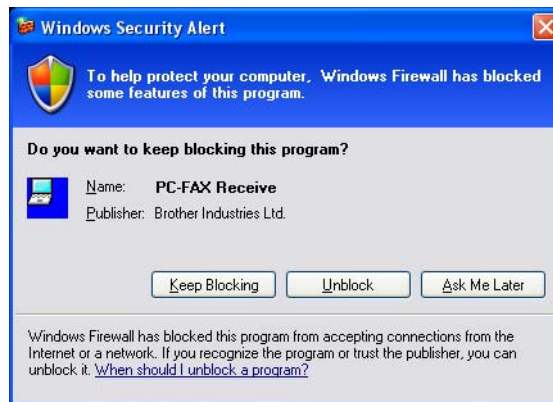 Windows Security Alert
To help protect your computer, Windows Firewall has blocked
some features of this program.
Do you want to keep blocking this program?
Name: PC-FAX Receive
Publisher: Brother Industries Ltd.
Keep Blocking Unblock Ask Me Later
Windows Firewall has blocked this program from accepting connections from the
Internet or a network. If you recognize the program or trust the publisher, you can
unblock it. When should I unblock a program?